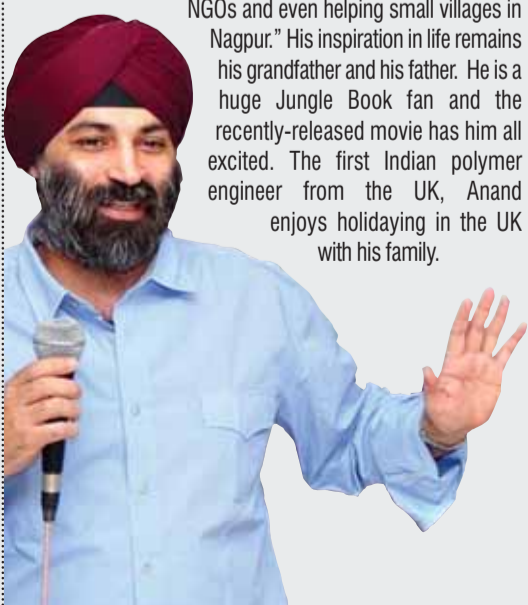 NGOs and even helping small villages in
Nagpur.” His inspiration in life remains
his grandfather and his father. He is a
huge Jungle Book fan and the
recently-released movie has him all
excited. The first Indian polymer
engineer from the UK, Anand
enjoys holidaying in the UK
with his family.